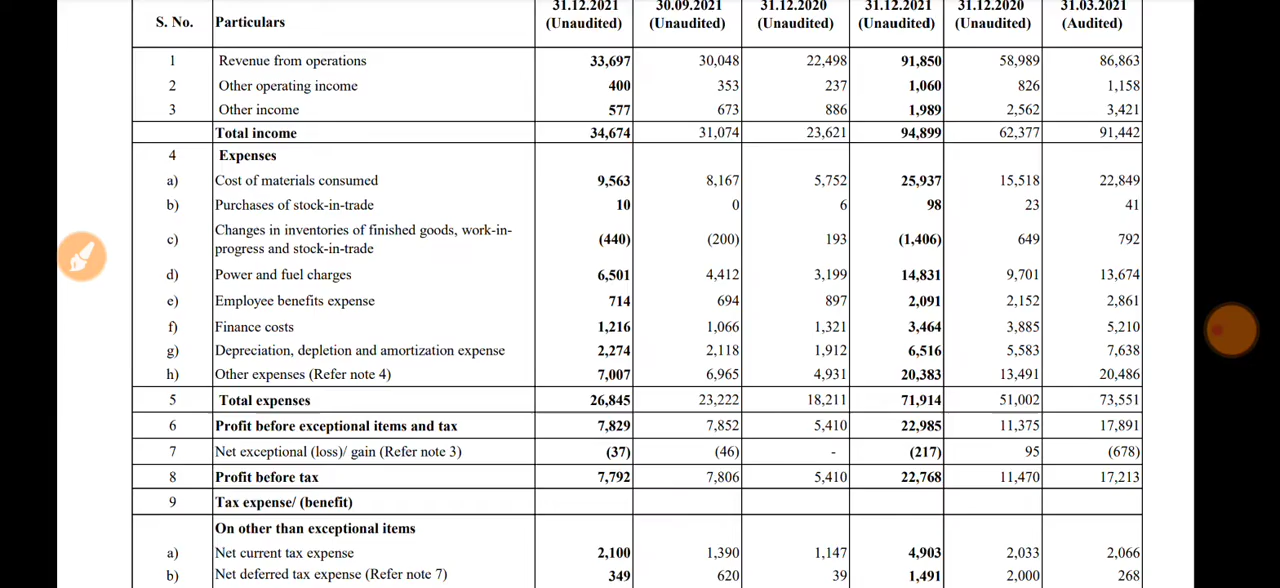 31.12.2021 30.09.2021 31.12.2020 31.12.2021 31.12.2020 31.03.2021
S. No. Particulars (Unaudited) (Unaudited) (Unaudited) (Unaudited) (Unaudited) (Audited)
1 Revenue from operations 33,697 30,048 22,498 91,850 58,989 86,863
2 Other operating income 400 353 237 1,060 826 1,158
3 Other income 577 673 886 1,989 2,562 3,421
Total income 34,674 31,074 23,621 94,899 62,377 91,442
4 Expenses
a) Cost of materials consumed 9,563 8,167 5,752 25,937 15,518 22,849
b) Purchases of stock-in-trade 10 0 6 98 23 41
Changes in inventories of finished goods, work-in-
c) progress and stock-in-trade (440) (200) 193 (1,406) 649 792
d) Power and fuel charges 6,501 4,412 3,199 14,831 9,701 13,674
e) Employee benefits expense 714 694 897 2,091 2,152 2,861
f) Finance costs 1,216 1,066 1,321 3,464 3,885 5,210
g) Depreciation, depletion and amortization expense 2,274 2,118 1,912 6,516 5,583 7,638
h) Other expenses (Refer note 4) 7,007 6,965 4,931 20,383 13,491 20,486
5 Total expenses 26,845 23,222 18,211 71,914 51,002 73,551
6 Profit before exceptional items and tax 7,829 7,852 5,410 22,985 11,375 17,891
7 Net exceptional (loss)/ gain (Refer note 3) (37) (46) - (217) 95 (678)
8 Profit before tax 7,792 7,806 5,410 22,768 11,470 17,213
9 Tax expense/ (benefit)
On other than exceptional items
a) Net current tax expense 2,100 1,390 1,147 4,903 2,033 2,066
b) Net deferred tax expense (Refer note 7) 349 620 39 1,491 2,000 268